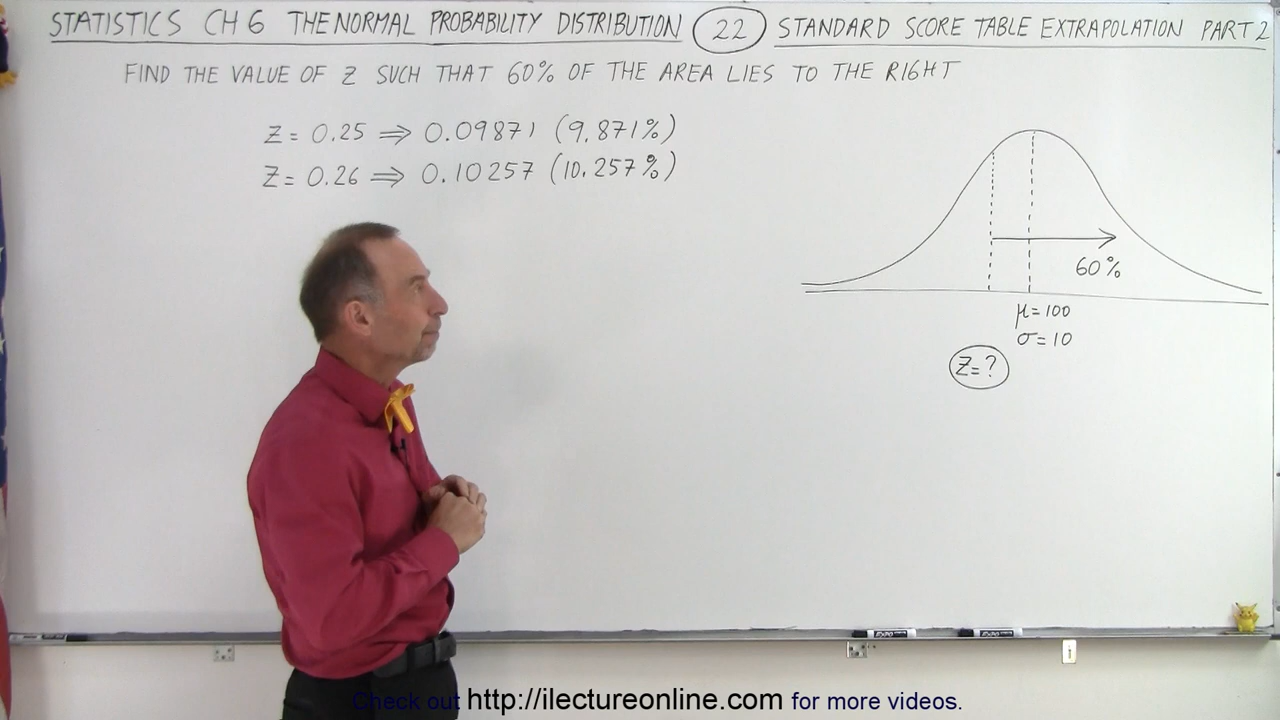 STATISTICS CH 6 THE NORMAL PROBABILITY DISTRIBUTION 22 STANDARD SCORE TABLE EXTRAPOLATION PART 2
FIND THE VALUE OF Z SUCH THAT 60% OF THE AREA LIES TO THE RIGHT
Z = 0.25 ⇒ 0.09871 (9.871%)
Z = 0.26 ⇒ 0.10257 (10.257%)
60%
μ=100
σ=10
Z=?
EXPO EXPO
Check out http://ilectureonline.com for more videos.